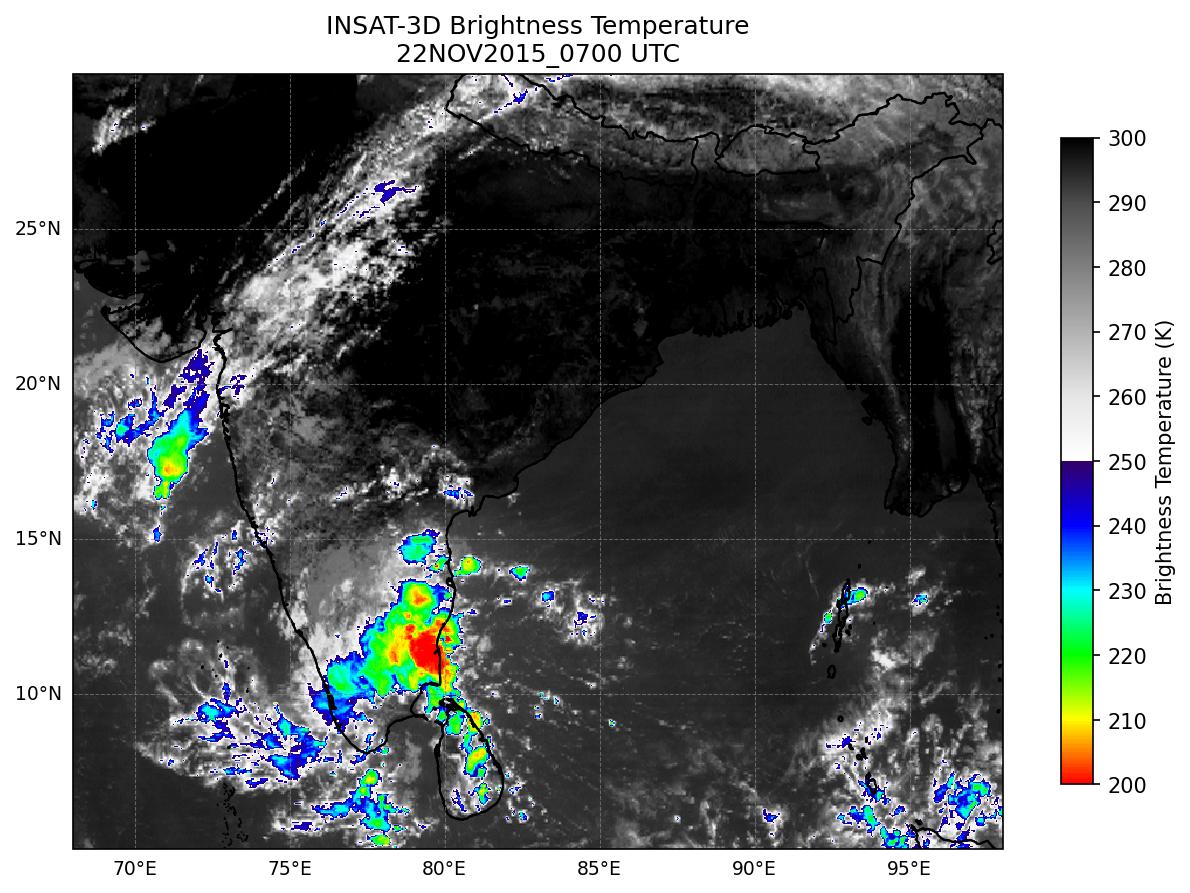 INSAT-3D Brightness Temperature
22NOV2015_0700 UTC
25°N
20°N
15°N
10°N
70°E
75°E
80°E
85°E
90°E
95°E
300
290
280
270
260
250
240
230
220
210
200
Brightness Temperature (K)